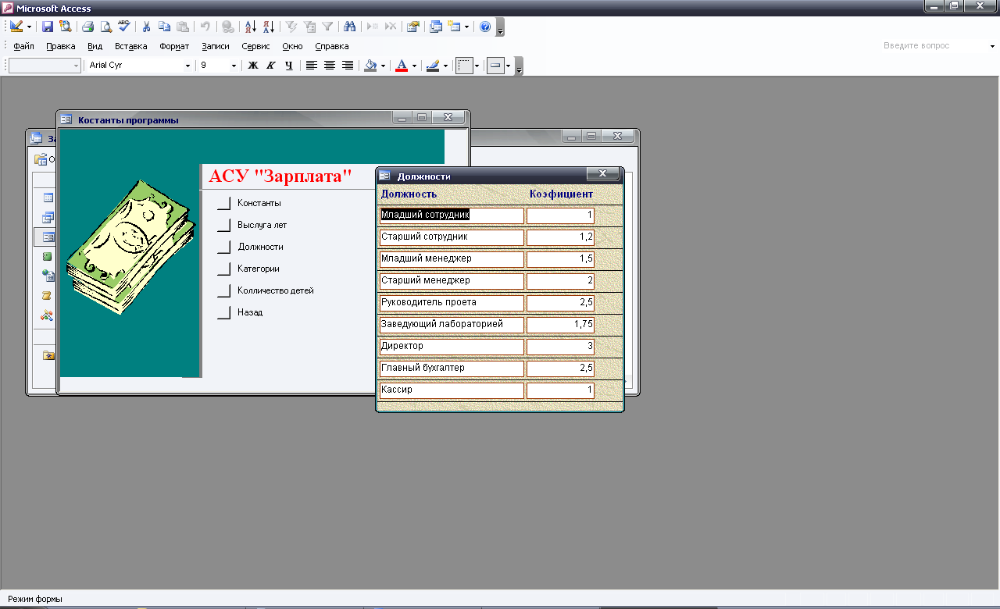 Microsoft Access
Файл Правка Вид Вставка Формат Записи Сервис Окно Справка
Введите вопрос
Arial Cyr 9 Ж К Ч
Костанты программы
АСУ "Зарплата"
Константы
Выслуга лет
Должности
Категории
Колличество детей
Назад
Должности
Должность Коэфициент
Младший сотрудник 1
Старший сотрудник 1,2
Младший менеджер 1,5
Старший менеджер 2
Руководитель проета 2,5
Заведующий лабораторией 1,75
Директор 3
Главный бухгалтер 2,5
Кассир 1
Режим формы